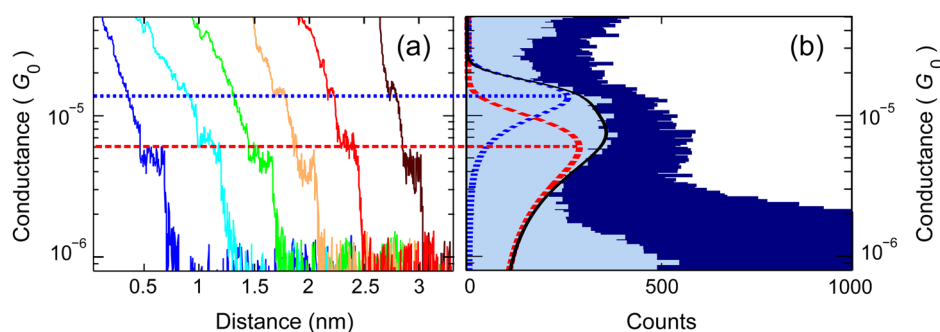 (a)
Conductance ( G₀ )
10⁻⁵
10⁻⁶
0.5 1 1.5 2 2.5 3
Distance (nm)
(b)
10⁻⁵
10⁻⁶
Conductance ( G₀ )
0 500 1000
Counts